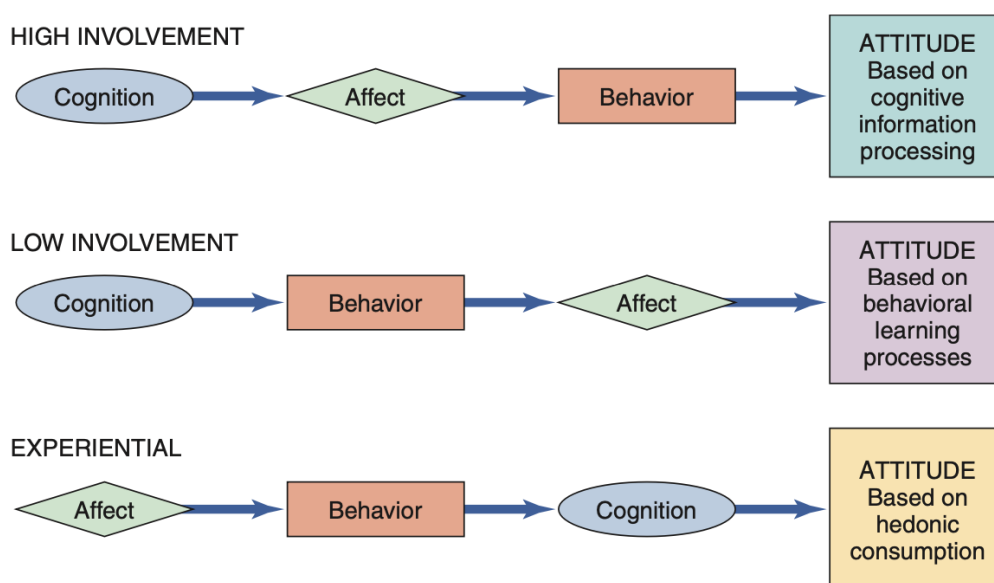 HIGH INVOLVEMENT
Cognition
Affect
Behavior
ATTITUDE
Based on
cognitive
information
processing
LOW INVOLVEMENT
Cognition
Behavior
Affect
ATTITUDE
Based on
behavioral
learning
processes
EXPERIENTIAL
Affect
Behavior
Cognition
ATTITUDE
Based on
hedonic
consumption